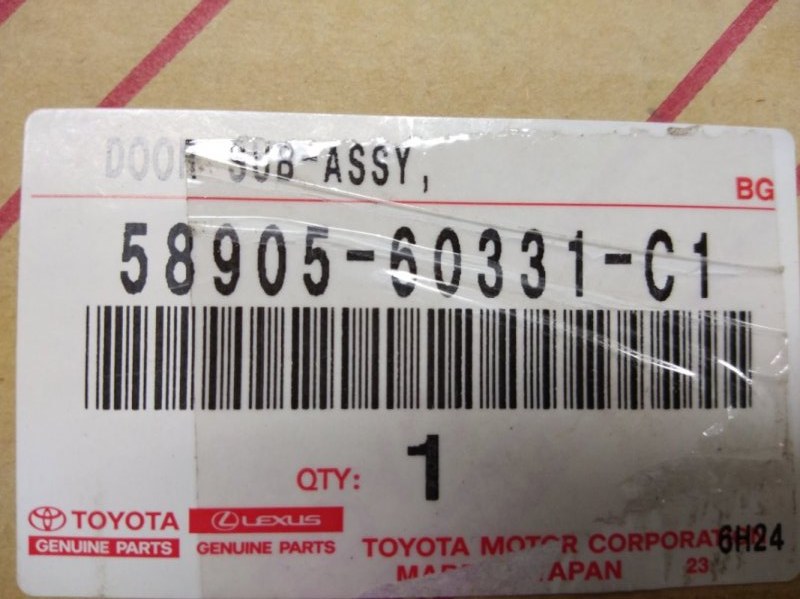 DOOR SUB-ASSY,
BG
58905-60331-C1
QTY: 1
TOYOTA LEXUS
GENUINE PARTS GENUINE PARTS
TOYOTA MOTOR CORPORATION 6H24
JAPAN 23